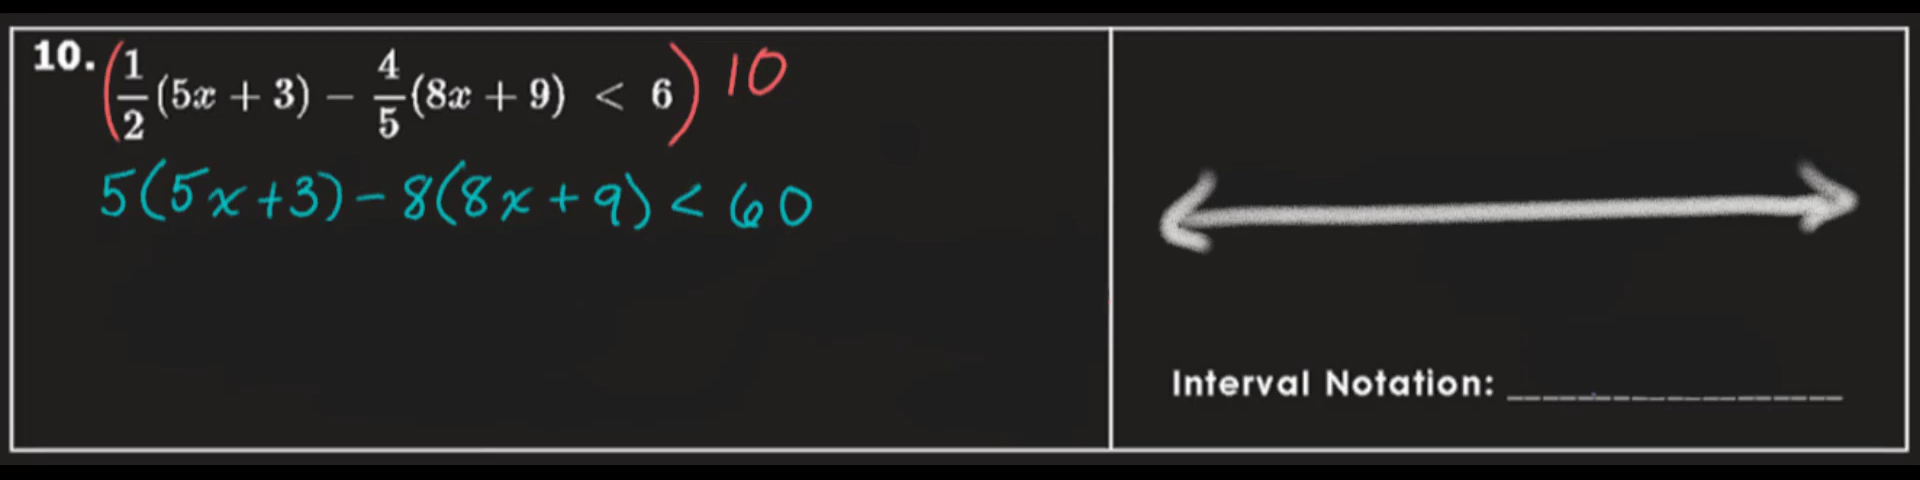 10. (1/2(5x + 3) − 4/5(8x + 9) < 6) 10
5(5x+3)-8(8x+9)<60
Interval Notation: _______________